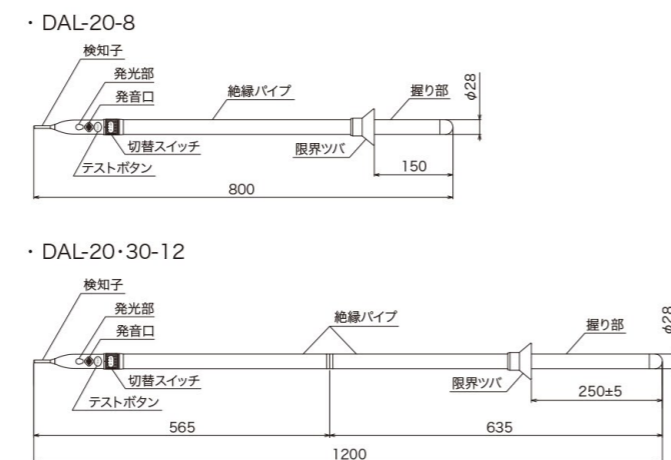 ・DAL-20-8
検知子
発光部
発音口
絶縁パイプ
握り部
φ28
切替スイッチ
限界ツバ
テストボタン
150
800
・DAL-20・30-12
検知子
発光部
発音口
絶縁パイプ
握り部
φ28
切替スイッチ
限界ツバ
テストボタン
250±5
565
635
1200